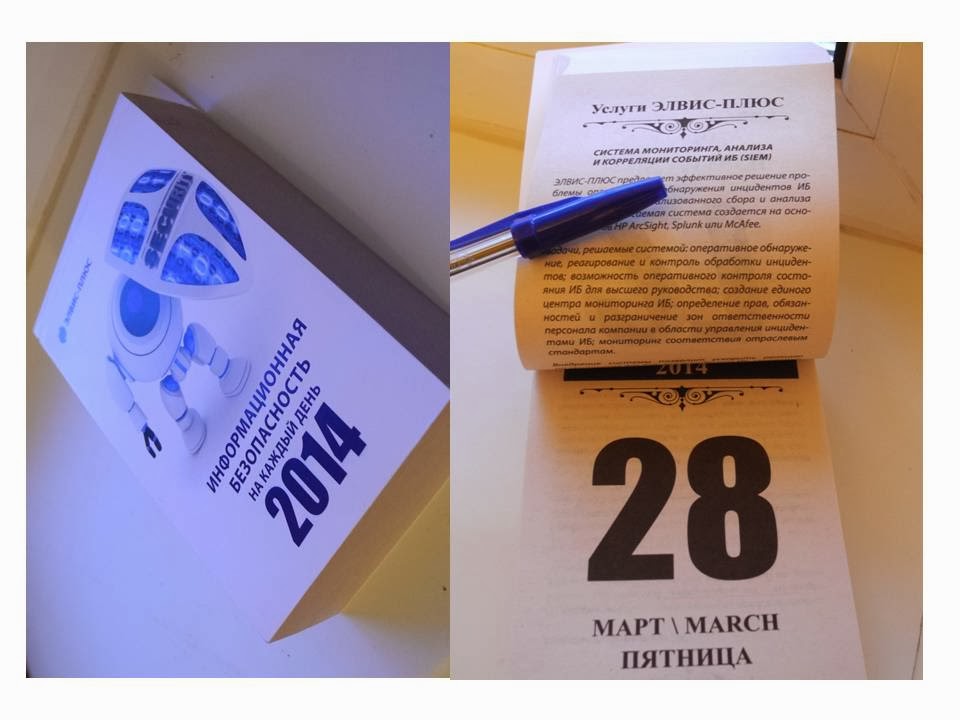 ЭЛВИС-ПЛЮС
SECURITY
ИНФОРМАЦИОННАЯ
БЕЗОПАСНОСТЬ
НА КАЖДЫЙ ДЕНЬ
2014
Услуги ЭЛВИС-ПЛЮС
СИСТЕМА МОНИТОРИНГА, АНАЛИЗА
И КОРРЕЛЯЦИИ СОБЫТИЙ ИБ (SIEM)
ЭЛВИС-ПЛЮС эффективное решение про-
блемы обнаружения инцидентов ИБ
сбора и анализа
система создается на осно-
HP ArcSight, Splunk или McAfee.
решаемые системой: оперативное обнаруже-
ние, реагирование и контроль обработки инциден-
тов; возможность оперативного контроля состо-
яния ИБ для высшего руководства; создание единого
центра мониторинга ИБ; определение прав, обязан-
ностей и разграничение зон ответственности
персонала компании в области управления инциден-
тами ИБ; мониторинг соответствия отраслевым
стандартам.
2014
28
МАРТ \ MARCH
ПЯТНИЦА